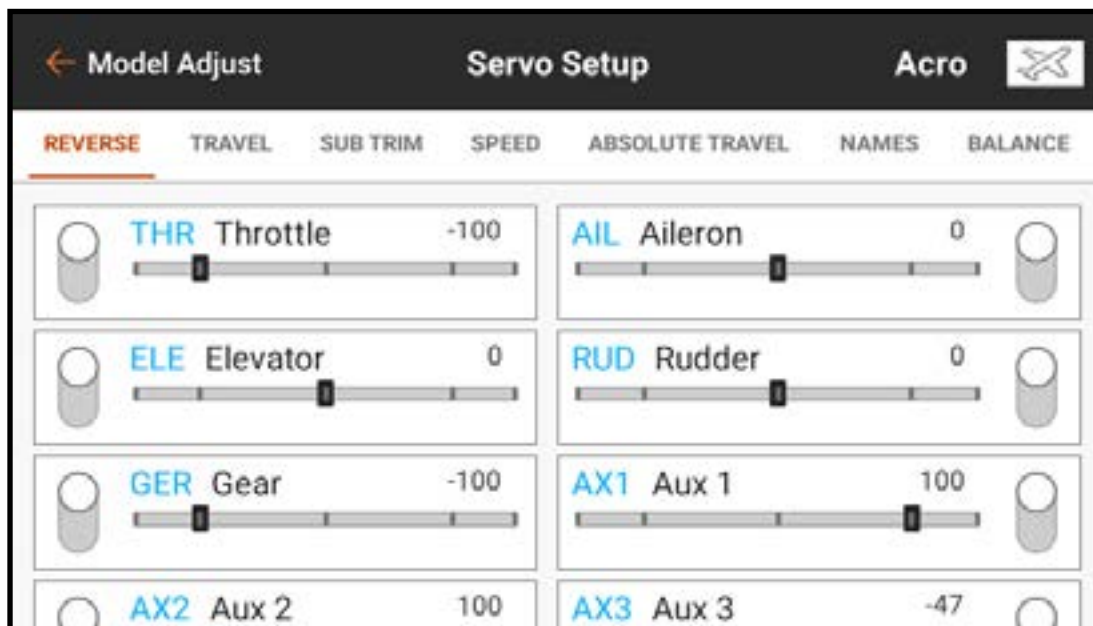 Model Adjust Servo Setup Acro
REVERSE TRAVEL SUB TRIM SPEED ABSOLUTE TRAVEL NAMES BALANCE
THR Throttle -100 AIL Aileron 0
ELE Elevator 0 RUD Rudder 0
GER Gear -100 AX1 Aux 1 100
AX2 Aux 2 100 AX3 Aux 3 -47